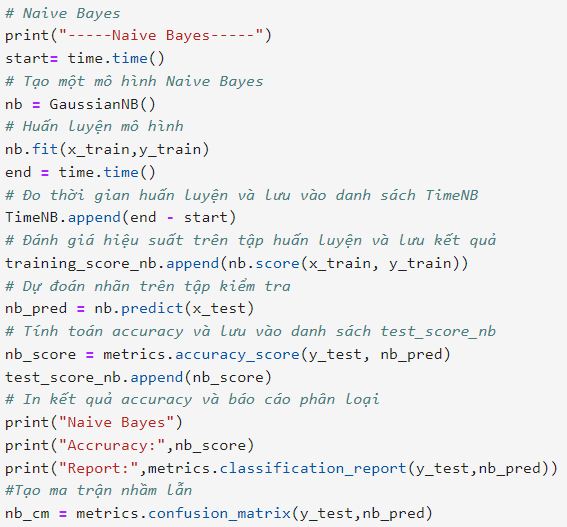 # Naive Bayes
print("-----Naive Bayes-----")
start= time.time()
# Tạo một mô hình Naive Bayes
nb = GaussianNB()
# Huấn luyện mô hình
nb.fit(x_train,y_train)
end = time.time()
# Đo thời gian huấn luyện và lưu vào danh sách TimeNB
TimeNB.append(end - start)
# Đánh giá hiệu suất trên tập huấn luyện và lưu kết quả
training_score_nb.append(nb.score(x_train, y_train))
# Dự đoán nhãn trên tập kiểm tra
nb_pred = nb.predict(x_test)
# Tính toán accuracy và lưu vào danh sách test_score_nb
nb_score = metrics.accuracy_score(y_test, nb_pred)
test_score_nb.append(nb_score)
# In kết quả accuracy và báo cáo phân loại
print("Naive Bayes")
print("Accruracy:",nb_score)
print("Report:",metrics.classification_report(y_test,nb_pred))
#Tạo ma trận nhầm lẫn
nb_cm = metrics.confusion_matrix(y_test,nb_pred)